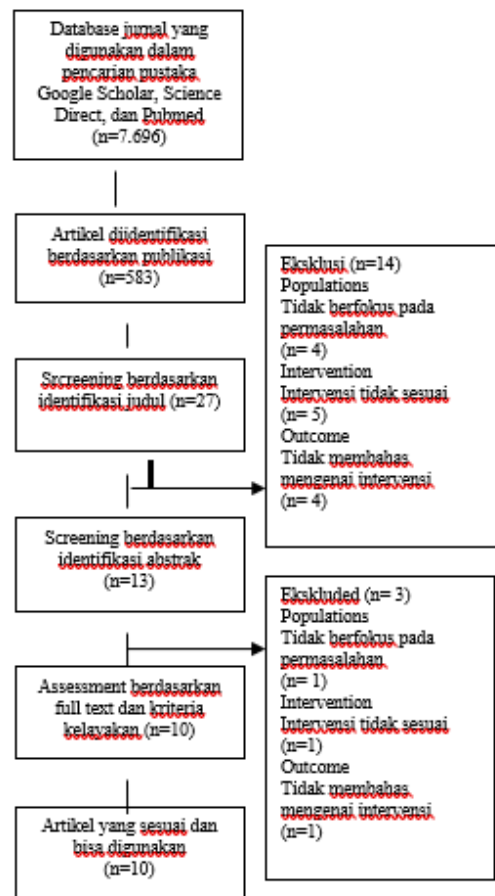 Database jurnal yang
digunakan dalam
pencarian pustaka
Google Scholar, Science
Direct, dan Pubmed
(n=7.696)
Artikel diidentifikasi
berdasarkan publikasi
(n=583)
Srcreening berdasarkan
identifikasi judul (n=27)
Eksklusi (n=14)
Populations
Tidak berfokus pada
permasalahan
(n= 4)
Intervention
Intervensi tidak sesuai
(n= 5)
Outcome
Tidak membahas
mengenai intervensi
(n= 4)
Screening berdasarkan
identifikasi abstrak
(n=13)
Ekskluded (n= 3)
Populations
Tidak berfokus pada
permasalahan
(n= 1)
Intervention
Intervensi tidak sesuai
(n=1)
Outcome
Tidak membahas
mengenai intervensi
(n=1)
Assessment berdasarkan
full text dan kriteria
kelayakan (n=10)
Artikel yang sesuai dan
bisa digunakan
(n=10)